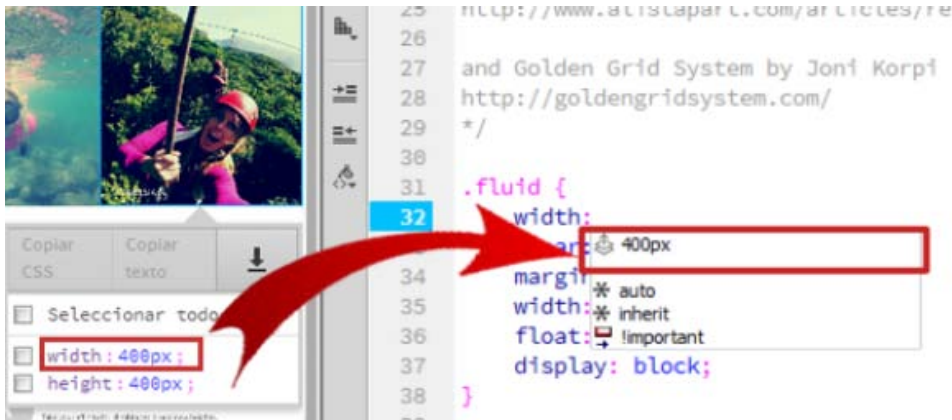 Copiar CSS
Copiar texto
Seleccionar todo
width:400px;
height:400px;
25 http://www.alistapart.com/articles/re
26
27 and Golden Grid System by Joni Korpi
28 http://goldengridsystem.com/
29 */
30
31 .fluid {
32 width:
400px
34 margin
auto
35 width:
inherit
36 float:
!important
37 display: block;
38 }